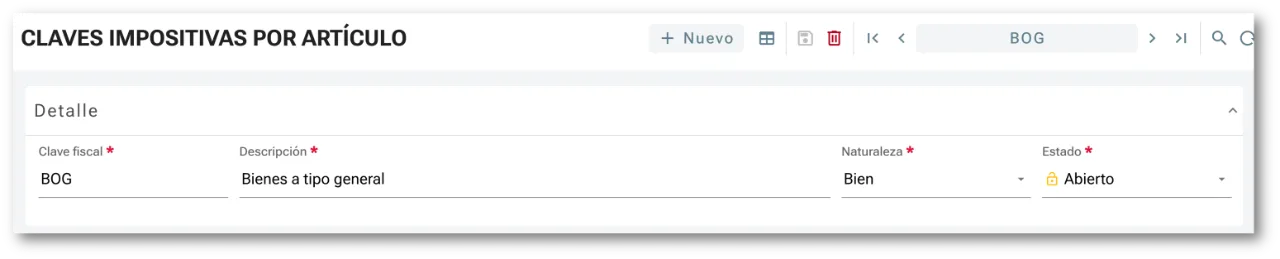 CLAVES IMPOSITIVAS POR ARTÍCULO
+ Nuevo
BOG
Detalle
Clave fiscal * Descripción * Naturaleza * Estado *
BOG Bienes a tipo general Bien Abierto